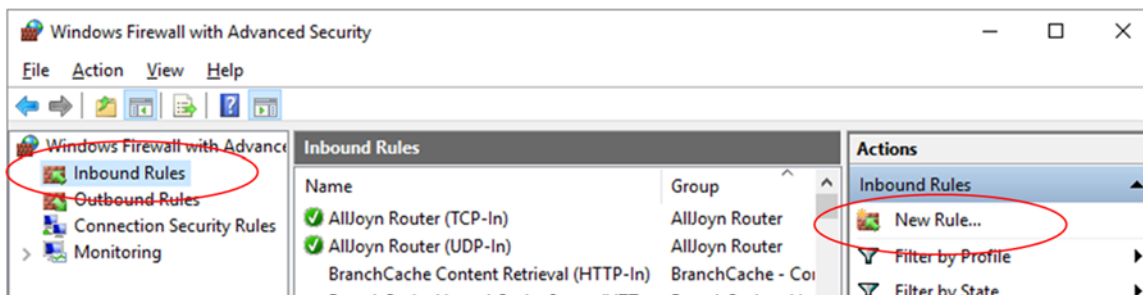 Windows Firewall with Advanced Security
File Action View Help
Windows Firewall with Advance
Inbound Rules
Outbound Rules
Connection Security Rules
Monitoring
Inbound Rules
Name Group
AllJoyn Router (TCP-In) AllJoyn Router
AllJoyn Router (UDP-In) AllJoyn Router
BranchCache Content Retrieval (HTTP-In) BranchCache - Co
Actions
Inbound Rules
New Rule...
Filter by Profile
Filter by State